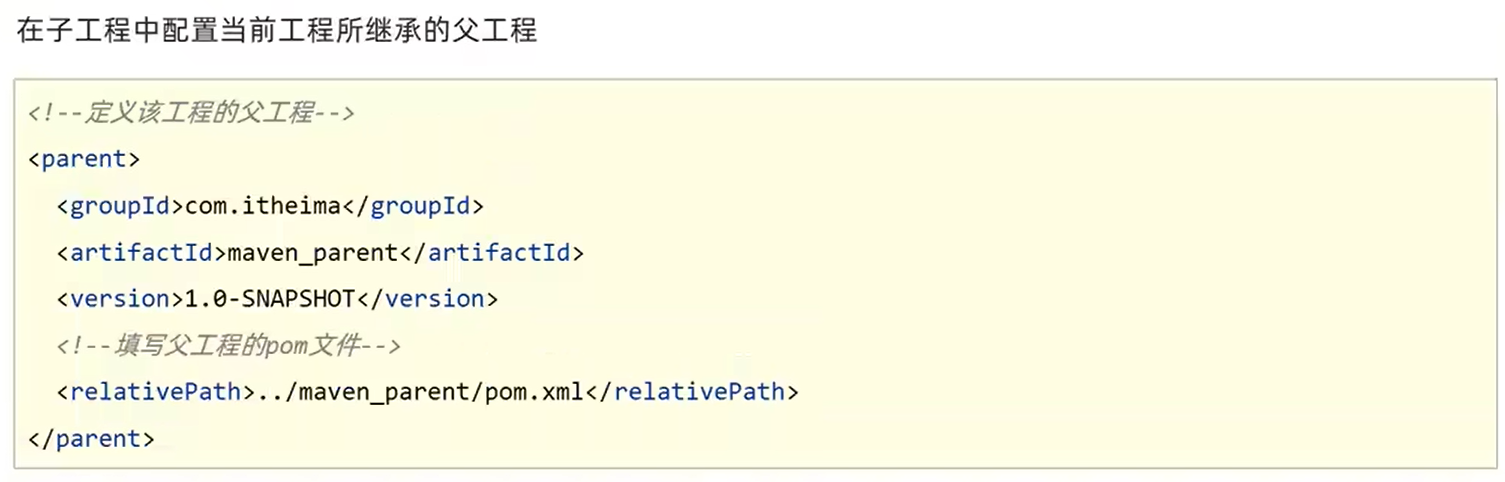 在子工程中配置当前工程所继承的父工程
<!--定义该工程的父工程-->
<parent>
<groupId>com.itheima</groupId>
<artifactId>maven_parent</artifactId>
<version>1.0-SNAPSHOT</version>
<!--填写父工程的pom文件-->
<relativePath>../maven_parent/pom.xml</relativePath>
</parent>